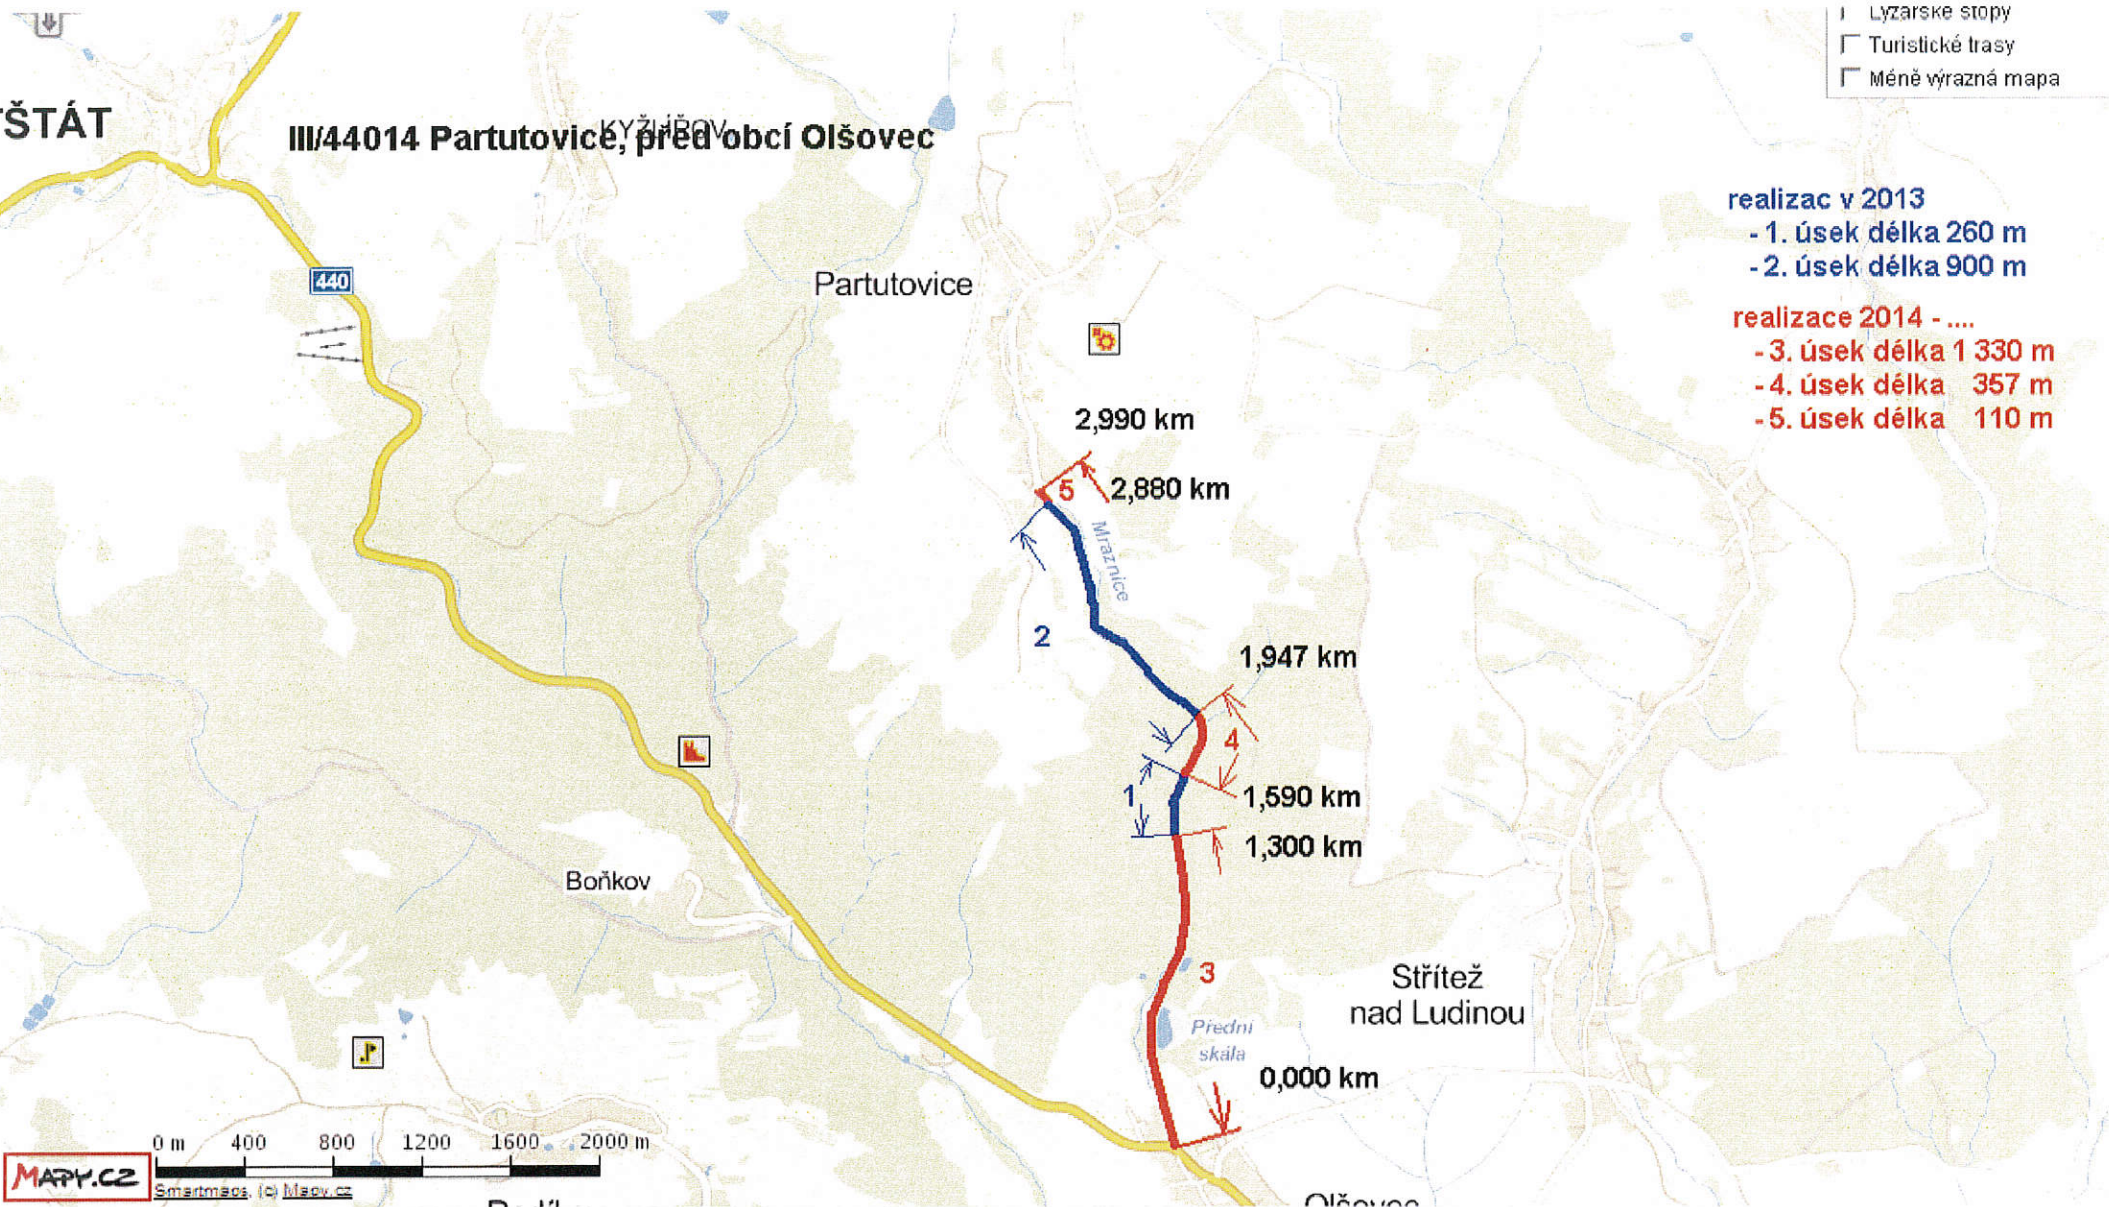 Lyžařské stopy
Turistické trasy
Méně výrazná mapa
ŠTÁT
KYŽLÍŘOV
III/44014 Partutovice, před obcí Olšovec
realizac v 2013
- 1. úsek délka 260 m
- 2. úsek délka 900 m
440
Partutovice
realizace 2014 - ....
- 3. úsek délka 1 330 m
- 4. úsek délka 357 m
- 5. úsek délka 110 m
2,990 km
5
2,880 km
Mraznice
2
1,947 km
4
1
1,590 km
1,300 km
Boňkov
3
Střítež
nad Ludinou
Přední
skála
0,000 km
0 m 400 800 1200 1600 2000 m
MAPY.CZ
Smartmaps, (c) Mapy.cz
Olšovec